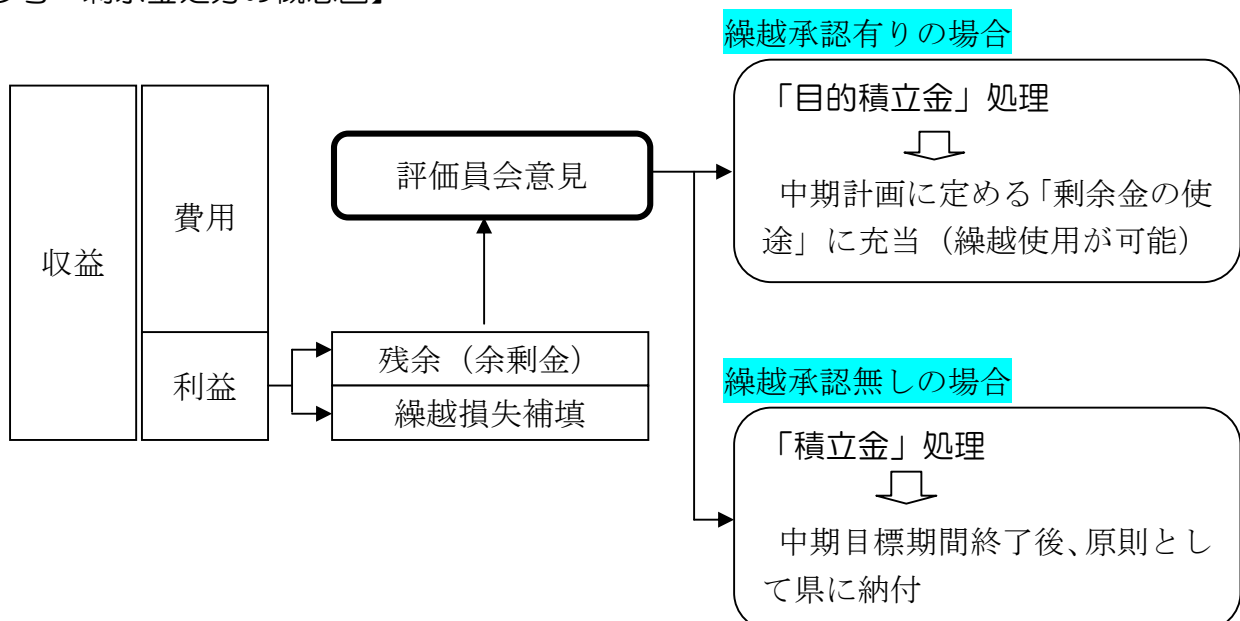 収益
費用
利益
残余（余剰金）
繰越損失補填
評価員会意見
繰越承認有りの場合
「目的積立金」処理
中期計画に定める「剰余金の使
途」に充当（繰越使用が可能）
繰越承認無しの場合
「積立金」処理
中期目標期間終了後、原則とし
て県に納付